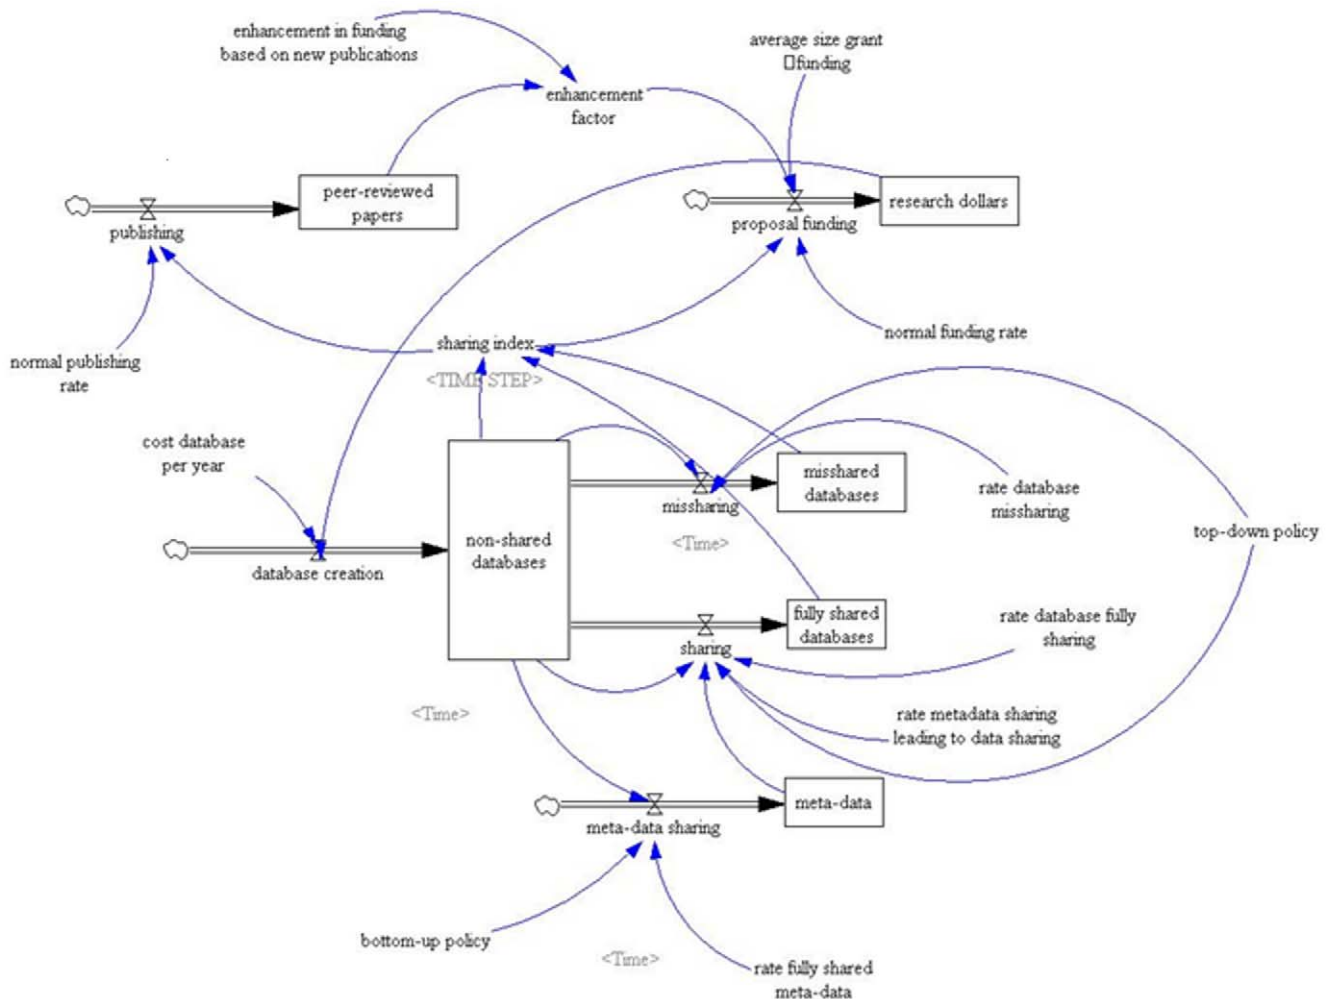 enhancement in funding
based on new publications
average size grant
funding
enhancement
factor
peer-reviewed
papers
research dollars
publishing
proposal funding
normal publishing
rate
sharing index
normal funding rate
<TIME STEP>
cost database
per year
misshared
databases
rate database
missharing
missharing
top-down policy
non-shared
databases
<Time>
database creation
fully shared
databases
rate database fully
sharing
sharing
<Time>
rate metadata sharing
leading to data sharing
meta-data
meta-data sharing
bottom-up policy
<Time>
rate fully shared
meta-data